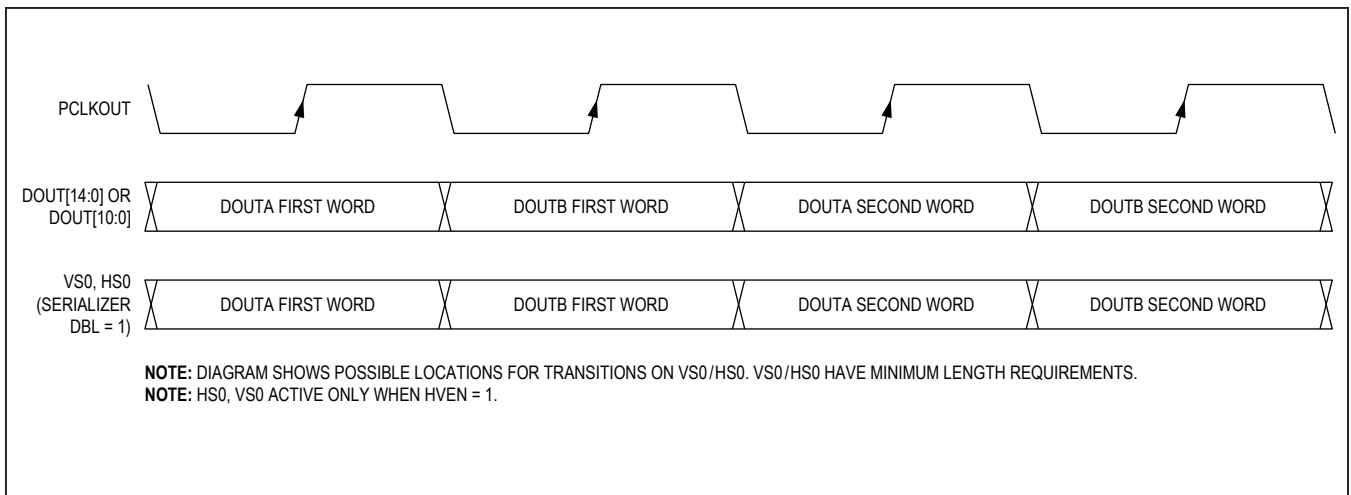 PCLKOUT
DOUT[14:0] OR
DOUT[10:0]
DOUTA FIRST WORD
DOUTB FIRST WORD
DOUTA SECOND WORD
DOUTB SECOND WORD
VS0, HS0
(SERIALIZER
DBL = 1)
DOUTA FIRST WORD
DOUTB FIRST WORD
DOUTA SECOND WORD
DOUTB SECOND WORD
NOTE: DIAGRAM SHOWS POSSIBLE LOCATIONS FOR TRANSITIONS ON VS0/HS0. VS0/HS0 HAVE MINIMUM LENGTH REQUIREMENTS.
NOTE: HS0, VS0 ACTIVE ONLY WHEN HVEN = 1.